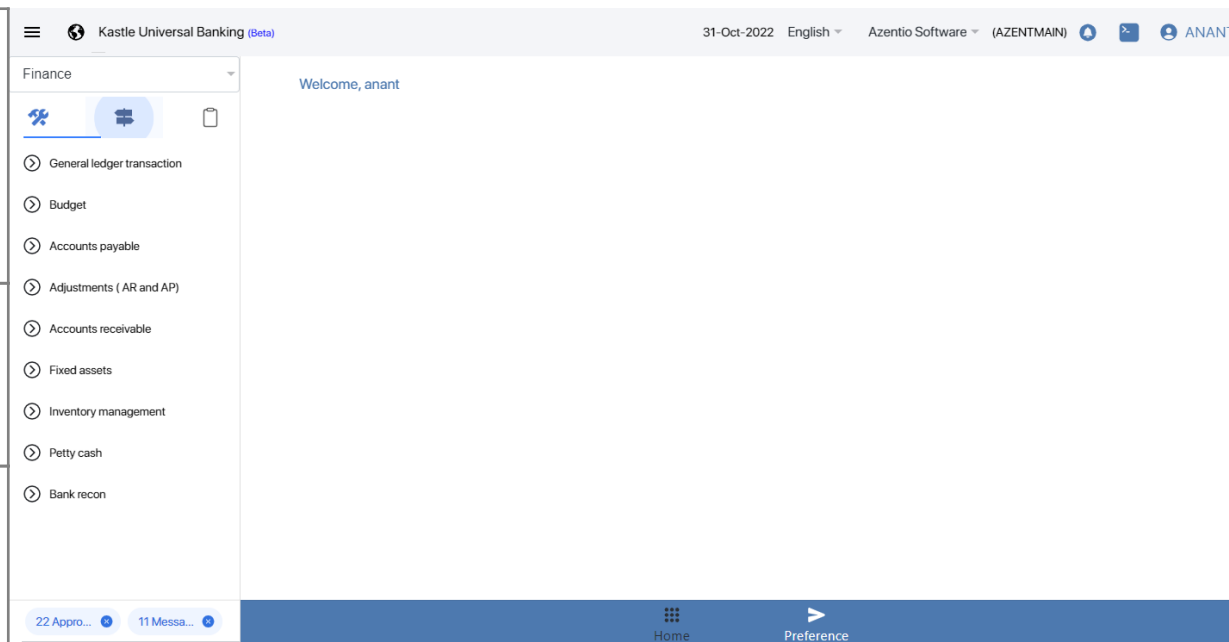 Kastle Universal Banking (Beta) 31-Oct-2022 English Azentio Software (AZENTMAIN) ANANT
Finance
Welcome, anant
General ledger transaction
Budget
Accounts payable
Adjustments ( AR and AP)
Accounts receivable
Fixed assets
Inventory management
Petty cash
Bank recon
22 Appro... 11 Messa...
Home Preference